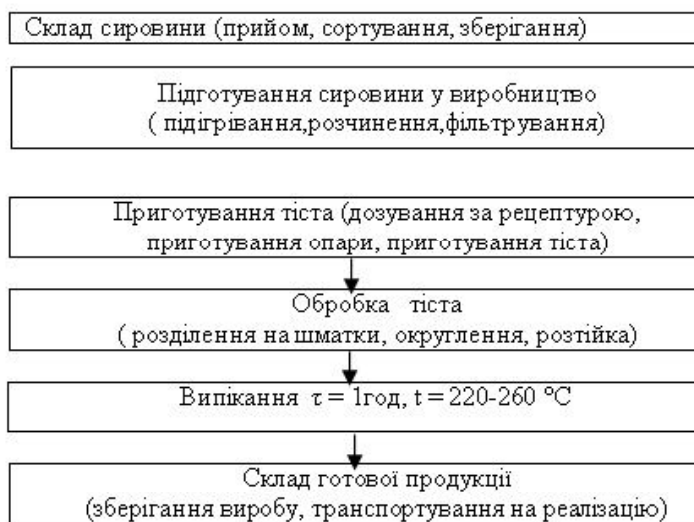 Склад сировини (прийом, сортування, зберігання)
Підготування сировини у виробництво
( підігрівання,розчинення,фільтрування)
Приготування тіста (дозування за рецептурою,
приготування опари, приготування тіста)
Обробка тіста
( розділення на шматки, округлення, розтійка)
Випікання τ = 1год, t = 220-260 °С
Склад готової продукції
(зберігання виробу, транспортування на реалізацію)